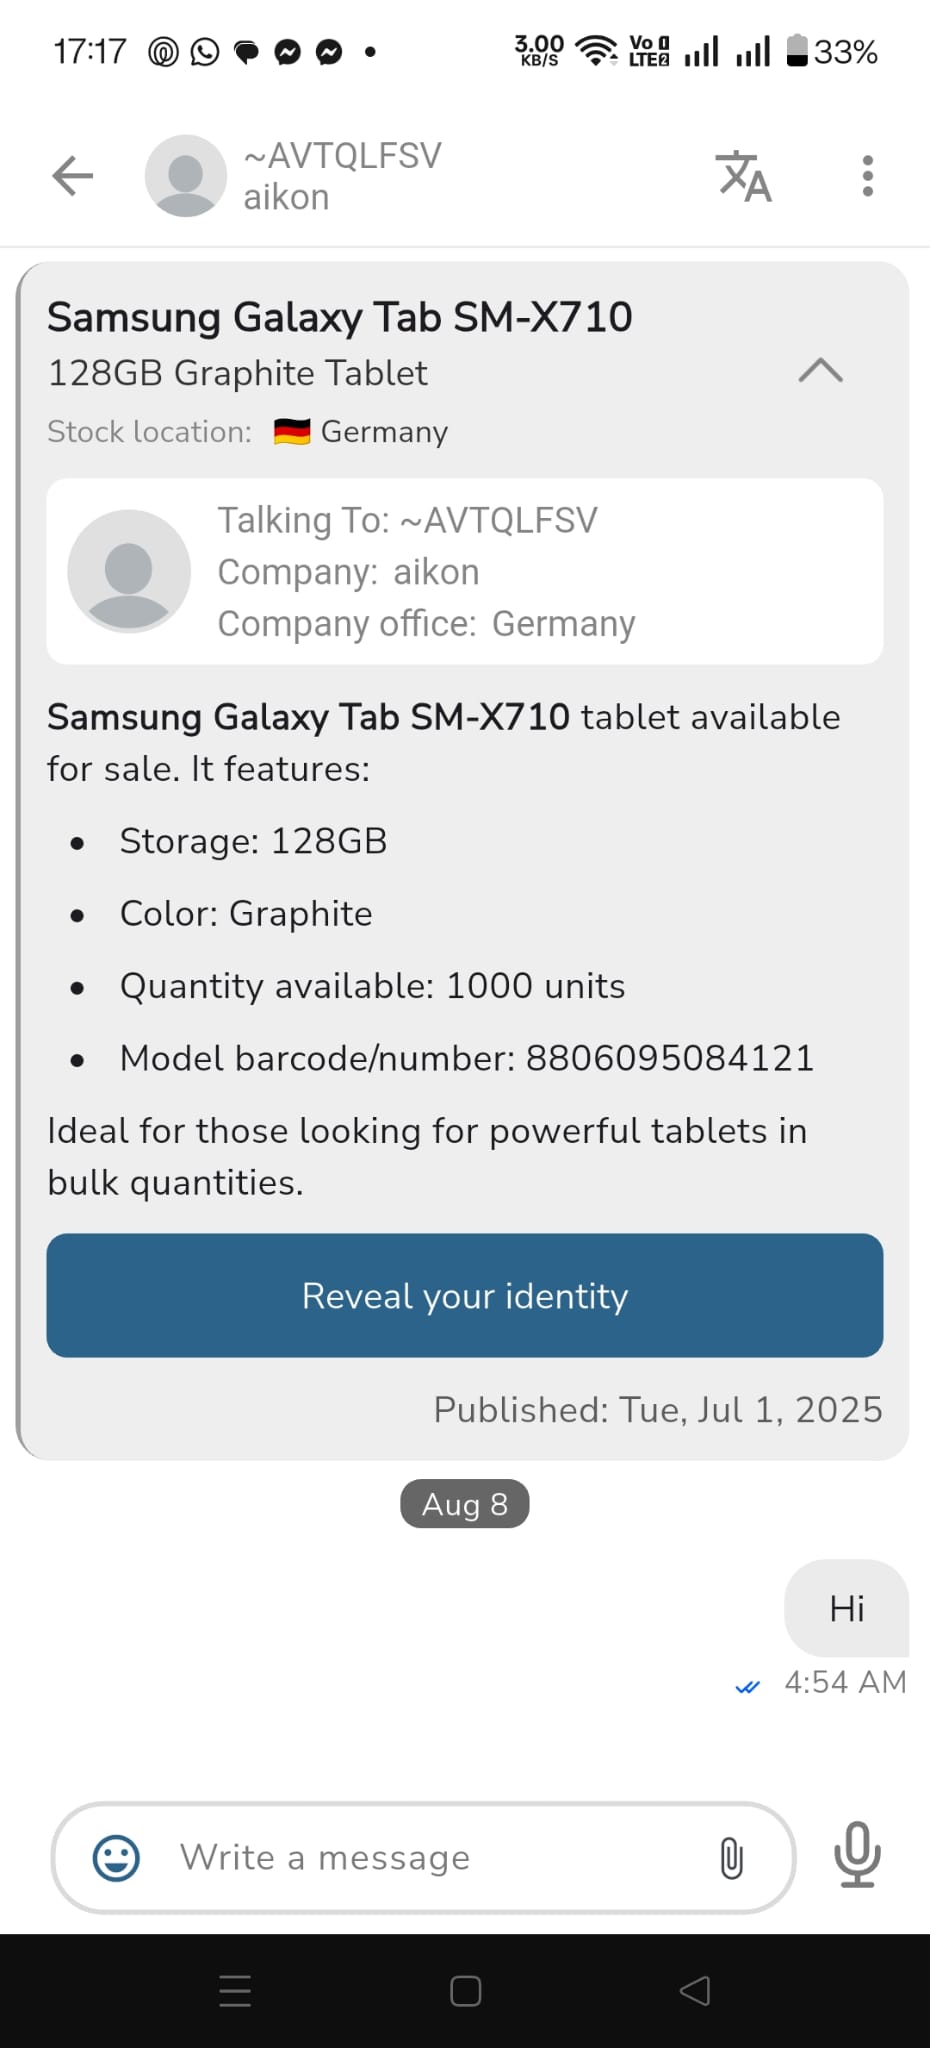 17:17
3.00
KB/S
Vo
LTE2
33%
~AVTQLFSV
aikon
Samsung Galaxy Tab SM-X710
128GB Graphite Tablet
Stock location: Germany
Talking To: ~AVTQLFSV
Company: aikon
Company office: Germany
Samsung Galaxy Tab SM-X710 tablet available
for sale. It features:
• Storage: 128GB
• Color: Graphite
• Quantity available: 1000 units
• Model barcode/number: 8806095084121
Ideal for those looking for powerful tablets in
bulk quantities.
Reveal your identity
Published: Tue, Jul 1, 2025
Aug 8
Hi
4:54 AM
Write a message